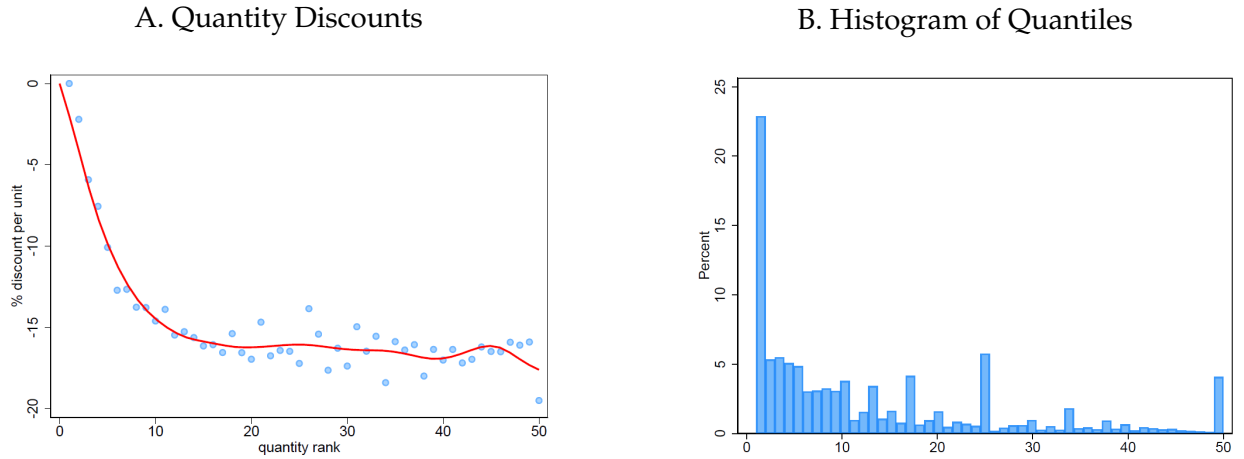 A. Quantity Discounts
0
-5
-10
-15
-20
% discount per unit
0 10 20 30 40 50
quantity rank
B. Histogram of Quantiles
25
20
15
10
5
0
Percent
0 10 20 30 40 50